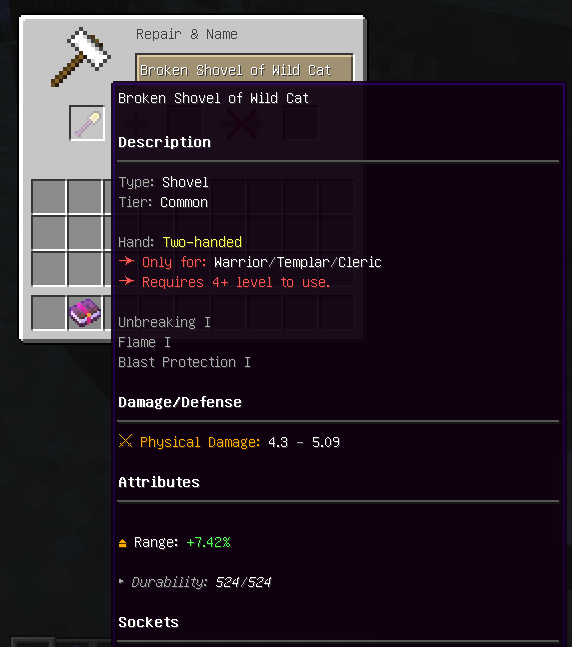 Repair & Name
Broken Shovel of Wild Cat
Broken Shovel of Wild Cat
Description
Type: Shovel
Tier: Common
Hand: Two-handed
→ Only for: Warrior/Templar/Cleric
→ Requires 4+ level to use.
Unbreaking I
Flame I
Blast Protection I
Damage/Defense
⚔ Physical Damage: 4.3 - 5.09
Attributes
⏏ Range: +7.42%
‣ Durability: 524/524
Sockets